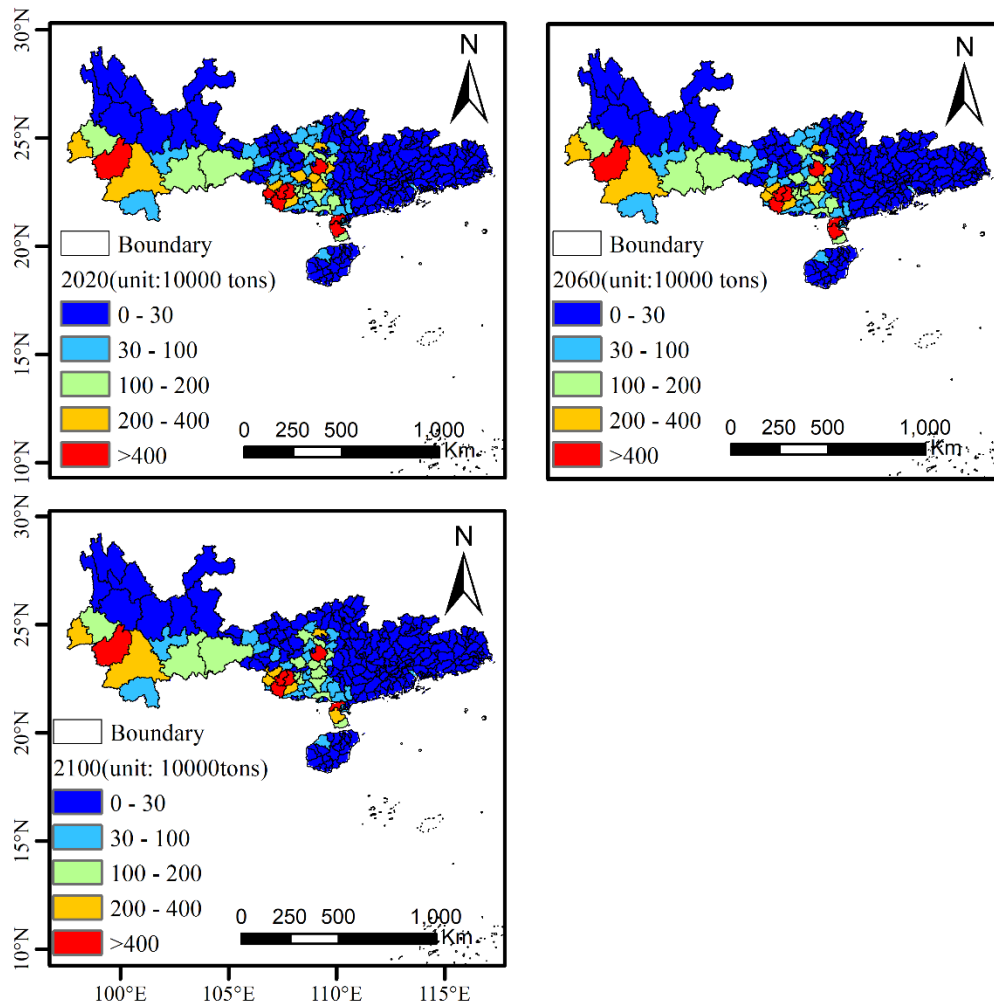 30°N
25°N
20°N
15°N
10°N
N
Boundary
2020(unit:10000 tons)
0 - 30
30 - 100
100 - 200
200 - 400
>400
0 250 500 1,000
Km
N
Boundary
2060(unit:10000 tons)
0 - 30
30 - 100
100 - 200
200 - 400
>400
0 250 500 1,000
Km
30°N
25°N
20°N
15°N
10°N
N
Boundary
2100(unit: 10000tons)
0 - 30
30 - 100
100 - 200
200 - 400
>400
0 250 500 1,000
Km
100°E 105°E 110°E 115°E